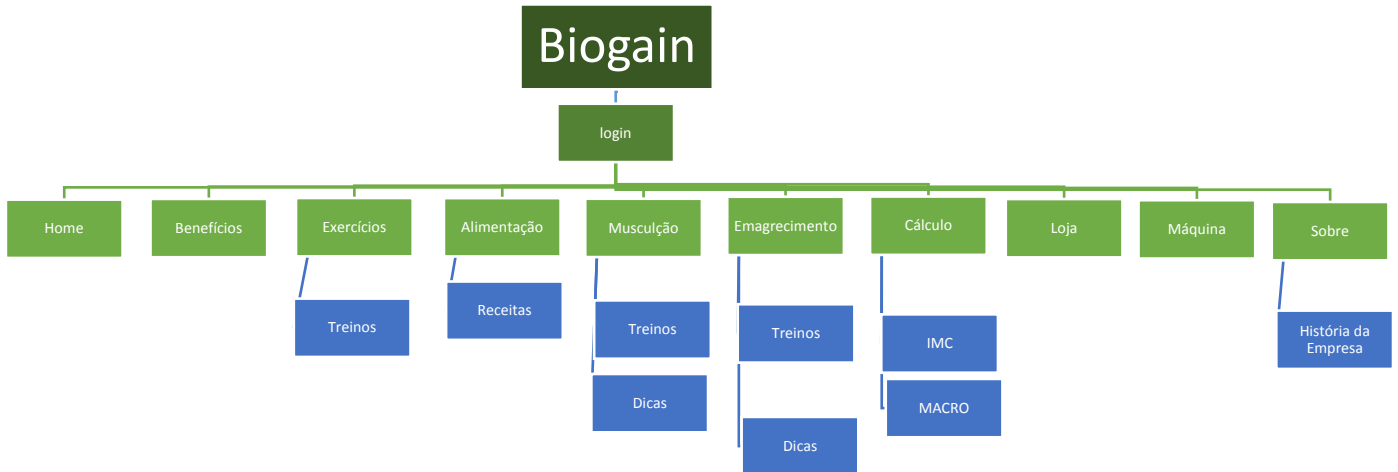 Biogain
login
Home
Benefícios
Exercícios
Alimentação
Musculção
Emagrecimento
Cálculo
Loja
Máquina
Sobre
Treinos
Receitas
Treinos
Dicas
Treinos
Dicas
IMC
MACRO
História da
Empresa